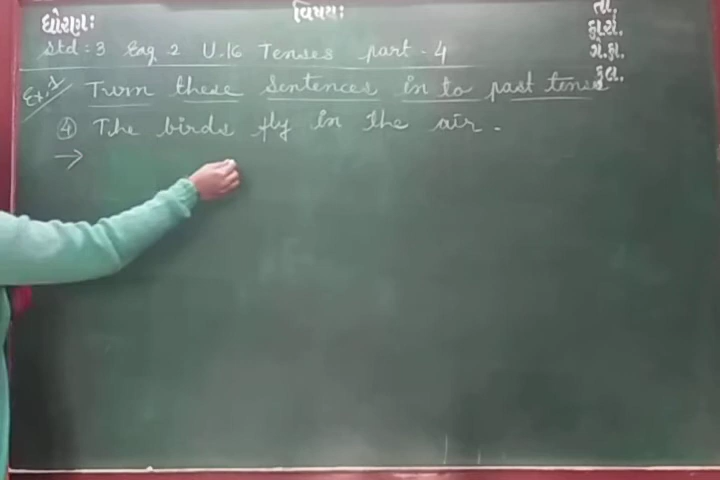 ધોરણઃ વિષયઃ તા.
કુ.સં.
Std : 3 Eng 2 U.16 Tenses part - 4
ગે.હા.
કુલ.
Ex.2 Turn these Sentences in to past tense
④ The birds fly in the air .
→